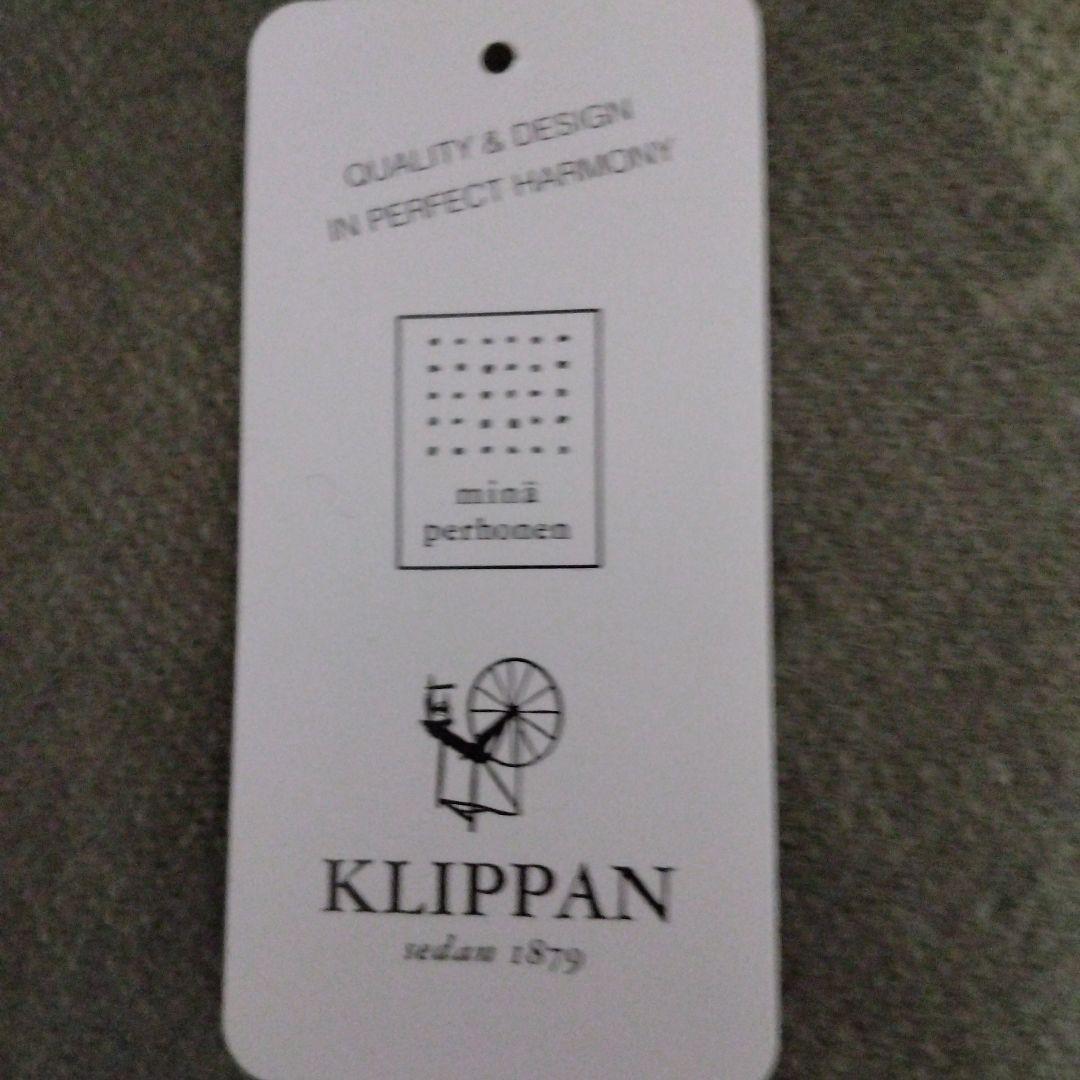 QUALITY & DESIGN
IN PERFECT HARMONY
minä
perhonen
KLIPPAN
sedan 1879